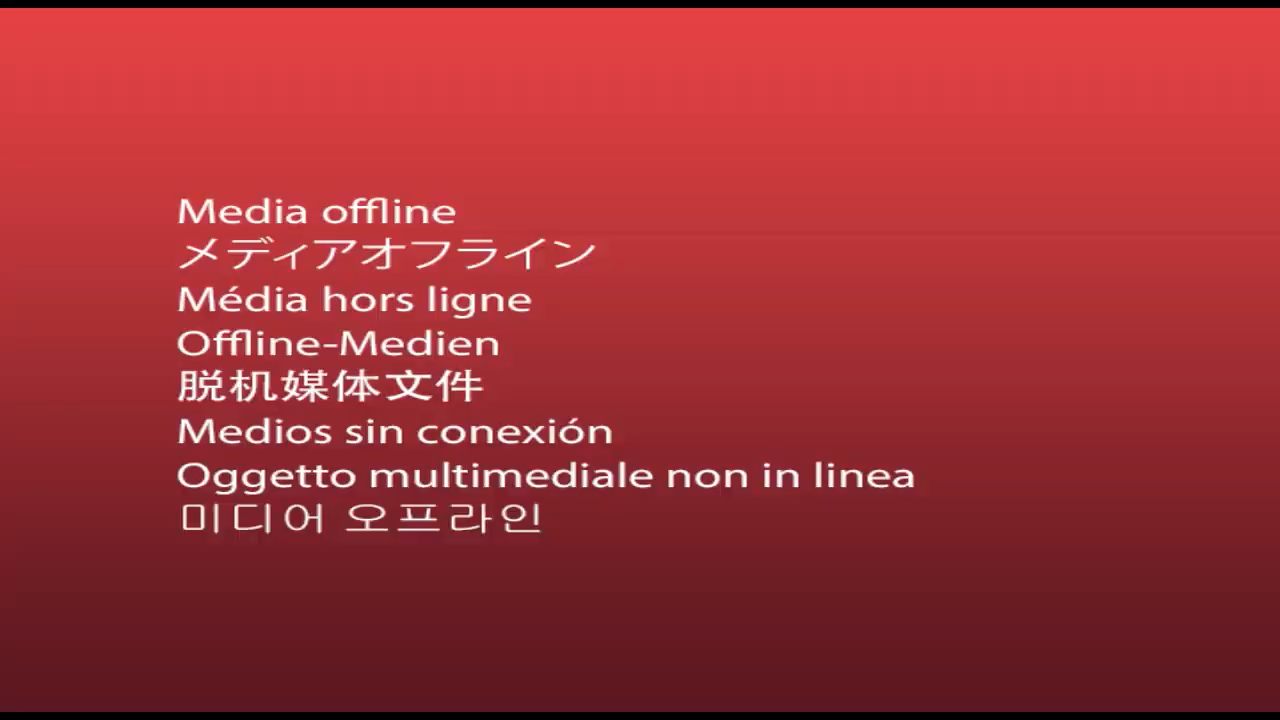 Media offline
メディアオフライン
Média hors ligne
Offline-Medien
脱机媒体文件
Medios sin conexión
Oggetto multimediale non in linea
미디어 오프라인